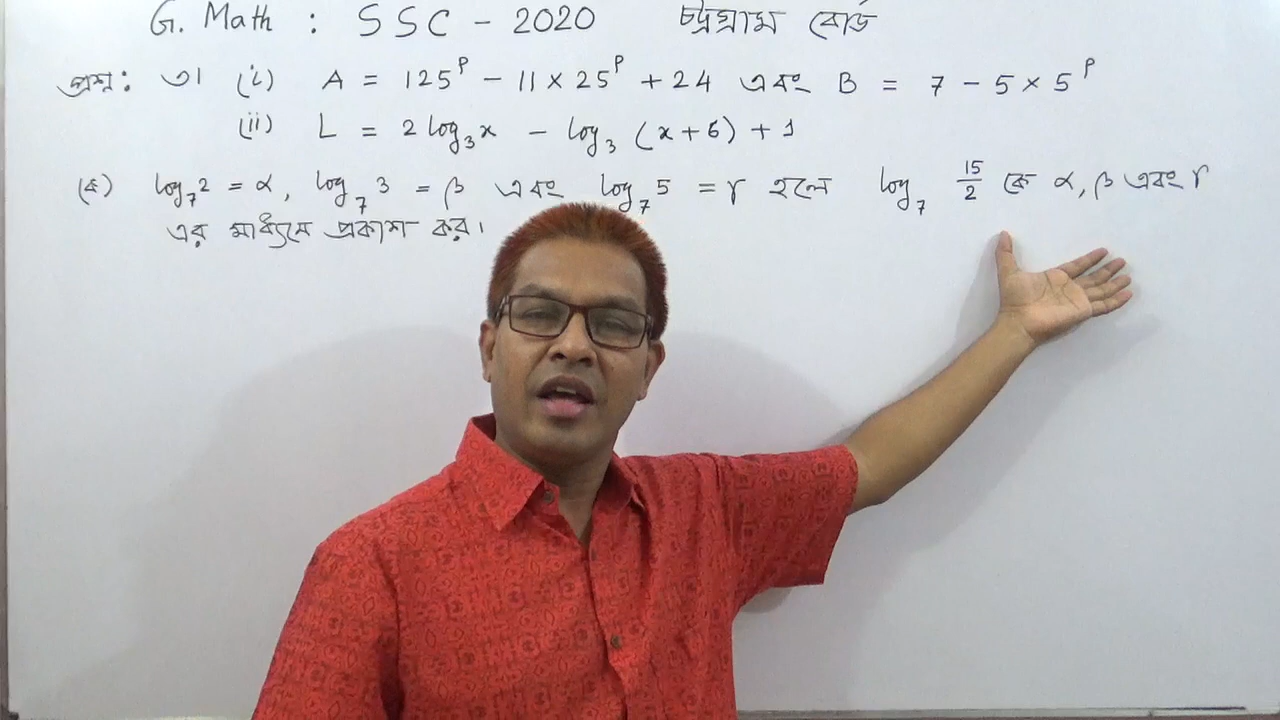 G. Math : SSC - 2020 চট্টগ্রাম বোর্ড
প্রশ্ন: ৩। (i) A = 125^p - 11 × 25^p + 24 এবং B = 7 - 5 × 5^p
(ii) L = 2 log₃x - log₃ (x+6) + 1
(ক) log₇2 = α, log₇3 = β এবং log₇5 = γ হলে log₇ 15/2 কে α, β এবং γ
এর মাধ্যমে প্রকাশ কর।